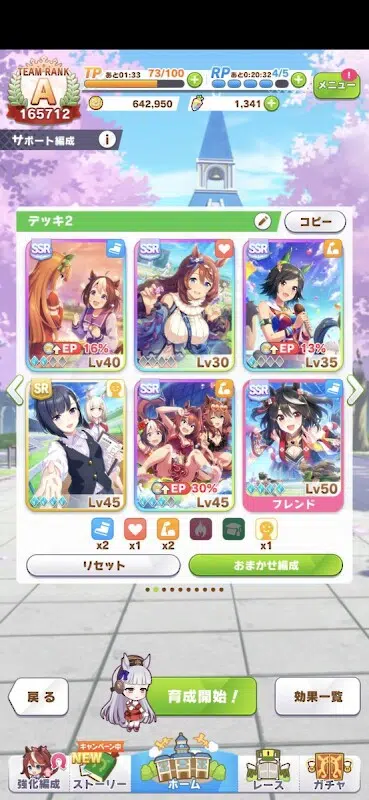 TEAM RANK
A
165712
TP あと01:33 73/100
RP あと0:20:32 4/5
メニュー
642,950
1,341
サポート編成
デッキ2
コピー
SSR
EP 16%
Lv40
SSR
Lv30
SSR
EP 13%
Lv35
SR
Lv45
SSR
EP 30%
Lv45
SSR
Lv50
フレンド
x2 x1 x2 x1
リセット
おまかせ編成
戻る
育成開始!
効果一覧
キャンペーン中
NEW
強化編成
ストーリー
ホーム
レース
ガチャ